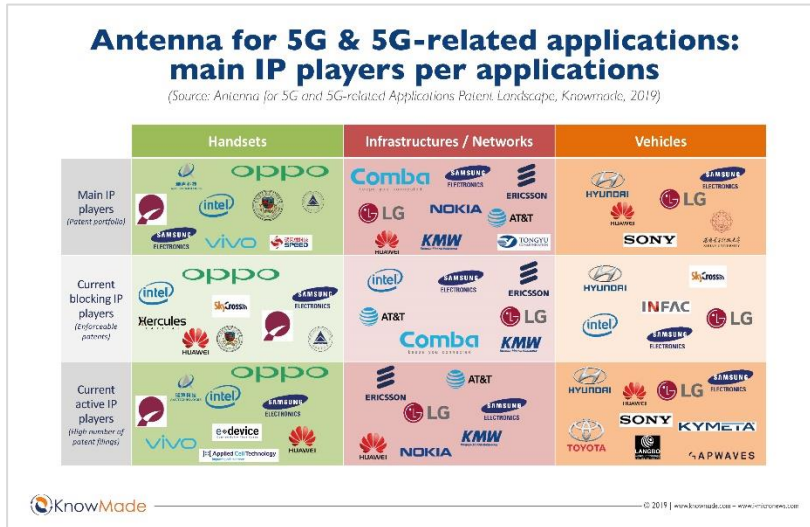 Antenna for 5G & 5G-related applications:
main IP players per applications
(Source: Antenna for 5G and 5G-related Applications Patent Landscape, Knowmade, 2019)
Handsets
Infrastructures / Networks
Vehicles
Main IP
players
(Patent portfolio)
oppo
intel
SAMSUNG
ELECTRONICS
vivo
SPEED
Comba
SAMSUNG
ELECTRONICS
ERICSSON
LG
NOKIA
AT&T
HUAWEI
KMW
TONGYU
HYUNDAI
SAMSUNG
ELECTRONICS
LG
HUAWEI
SONY
Current
blocking IP
players
(Enforceable
patents)
oppo
intel
SkyCross
SAMSUNG
ELECTRONICS
Hercules
HUAWEI
intel
SAMSUNG
ELECTRONICS
ERICSSON
AT&T
LG
Comba
KMW
HYUNDAI
SkyCross
INFAC
intel
LG
SAMSUNG
ELECTRONICS
Current
active IP
players
(High number of
patent filings)
oppo
intel
SAMSUNG
ELECTRONICS
vivo
e-device
HUAWEI
Applied Cell Technology
ERICSSON
AT&T
LG
SAMSUNG
ELECTRONICS
KMW
HUAWEI
NOKIA
HYUNDAI
HUAWEI
LG
SAMSUNG
ELECTRONICS
SONY
KYMETA
TOYOTA
LANGBO
GAPWAVES
KnowMade
© 2019 | www.knowmade.com – www.i-micronews.com